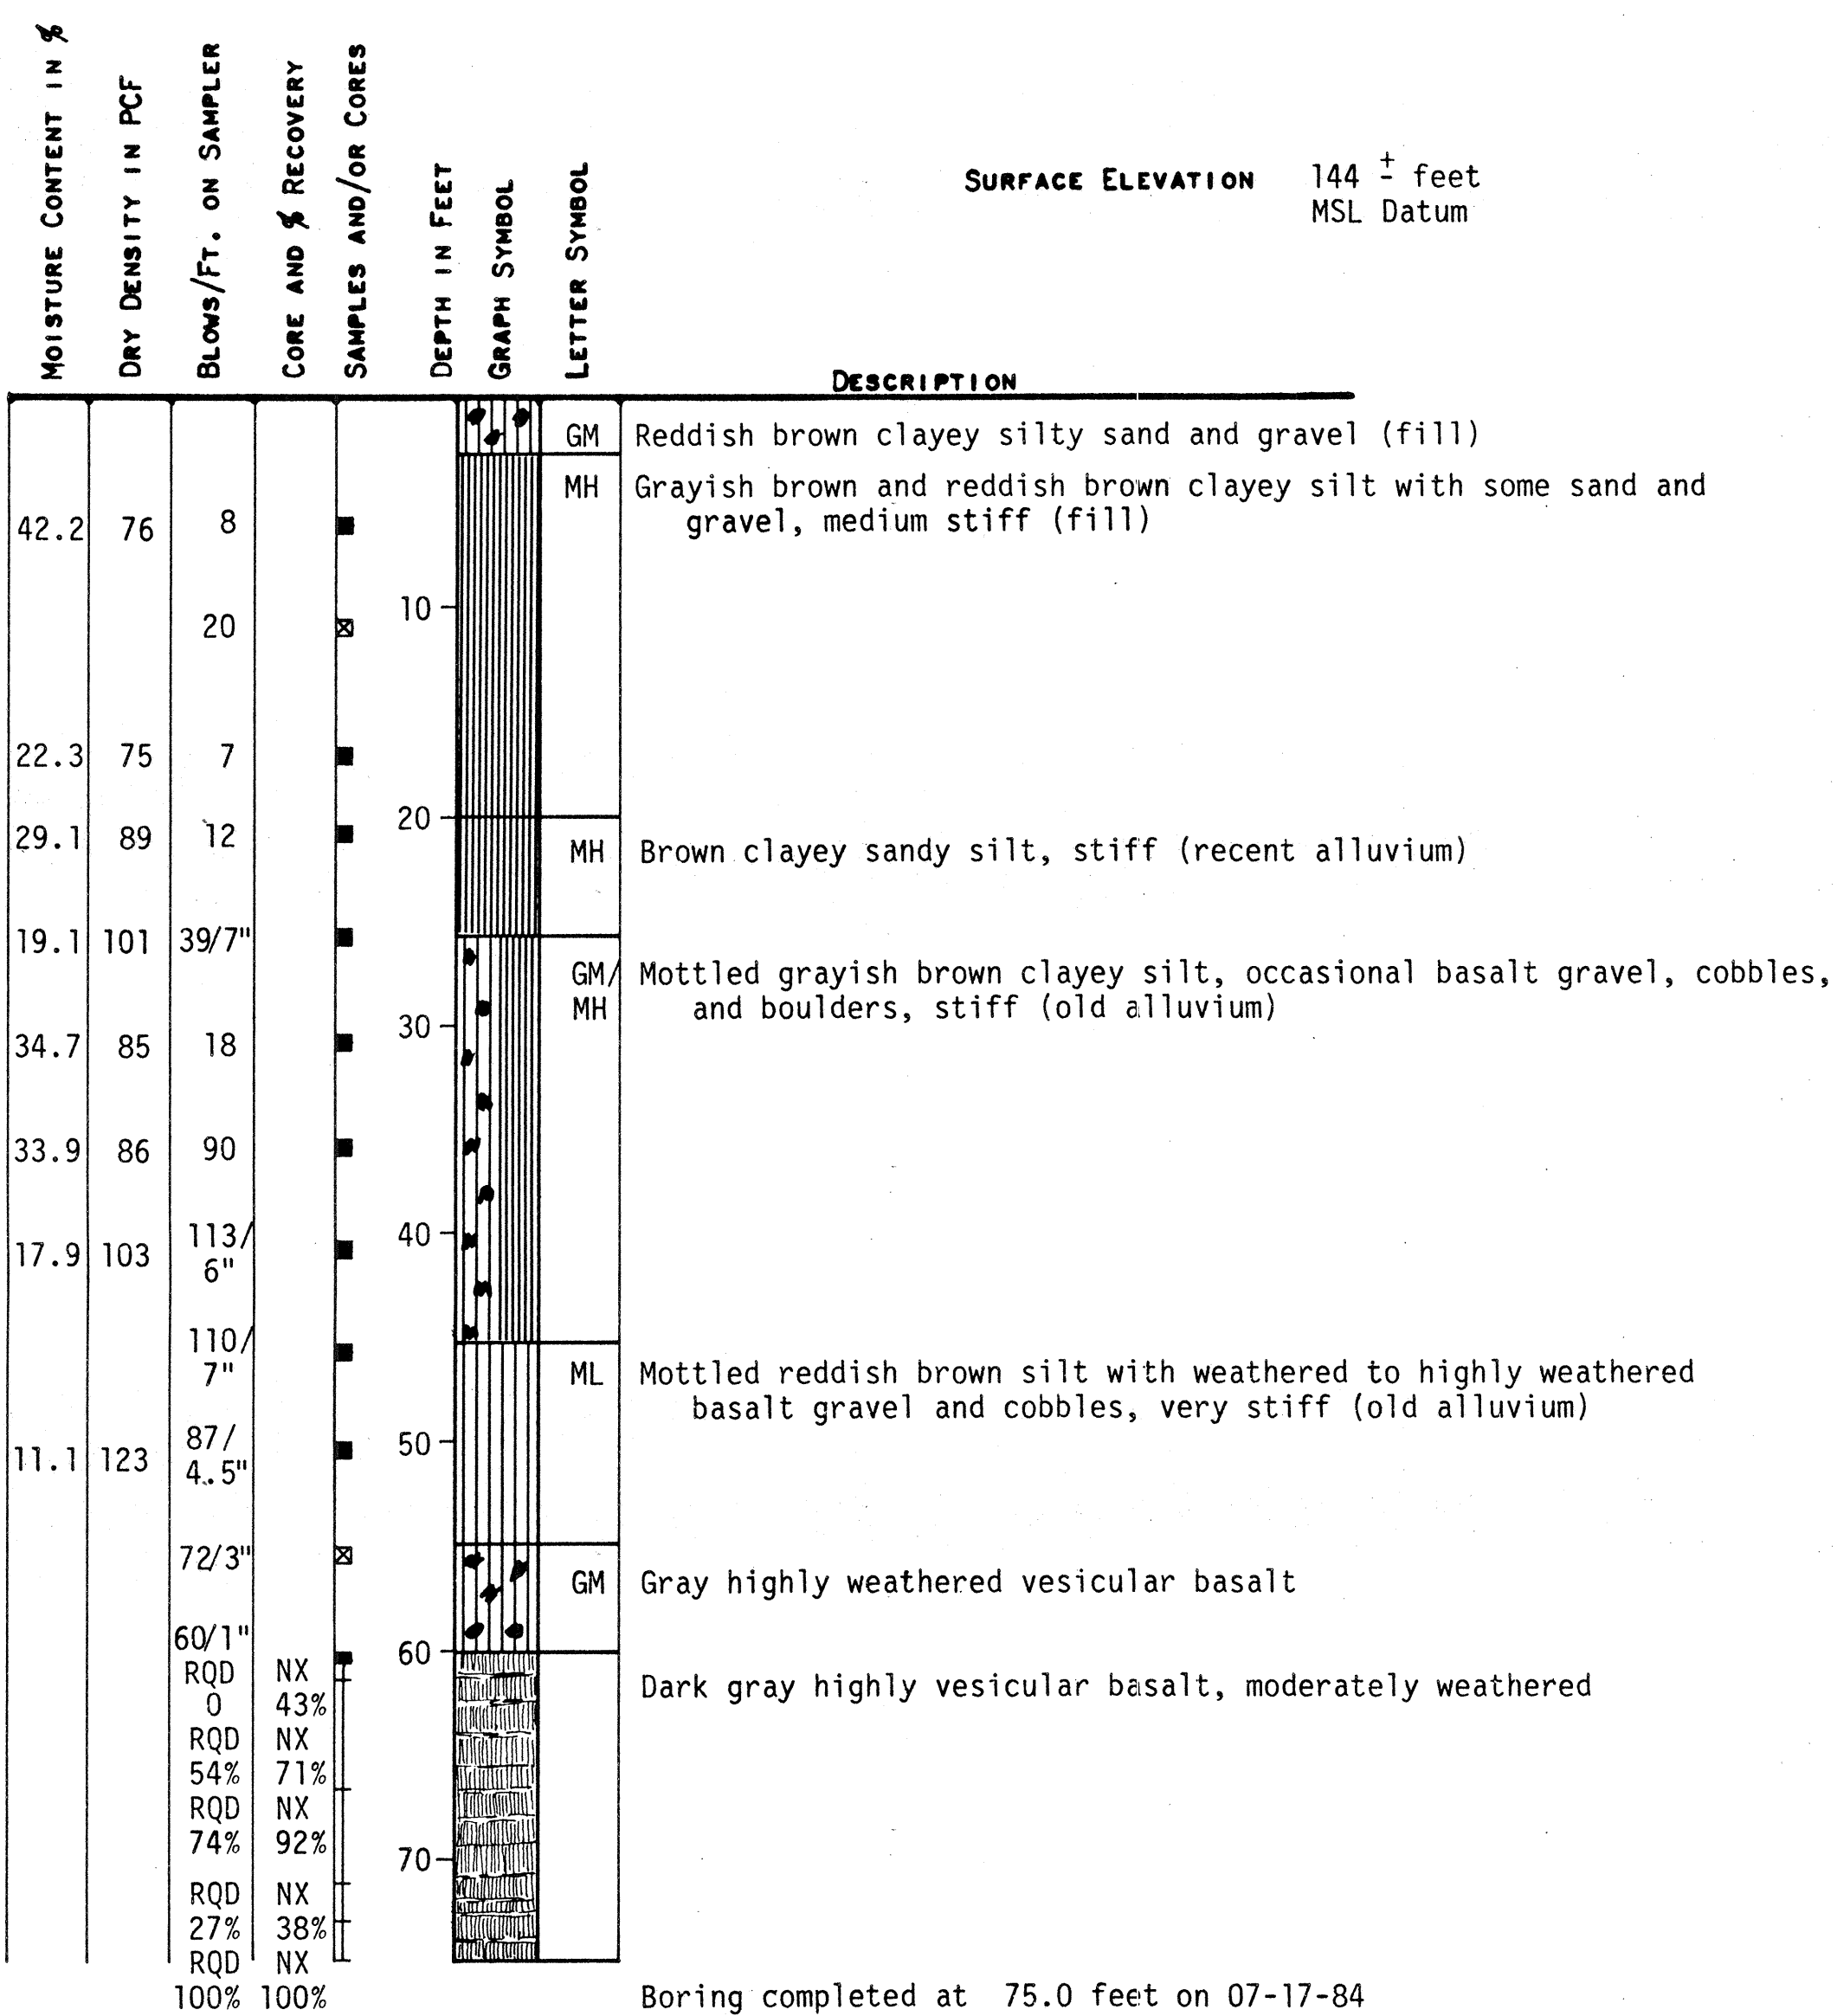 MOISTURE CONTENT IN %
DRY DENSITY IN PCF
BLOWS/FT. ON SAMPLER
CORE AND % RECOVERY
SAMPLES AND/OR CORES
DEPTH IN FEET
GRAPH SYMBOL
LETTER SYMBOL
SURFACE ELEVATION 144 ± feet
MSL Datum
DESCRIPTION
GM Reddish brown clayey silty sand and gravel (fill)
MH Grayish brown and reddish brown clayey silt with some sand and
gravel, medium stiff (fill)
42.2 76 8
10
20
22.3 75 7
20
29.1 89 12
MH Brown clayey sandy silt, stiff (recent alluvium)
19.1 101 39/7"
GM/ Mottled grayish brown clayey silt, occasional basalt gravel, cobbles,
MH and boulders, stiff (old alluvium)
30
34.7 85 18
33.9 86 90
40
113/
17.9 103 6"
110/
7"
ML Mottled reddish brown silt with weathered to highly weathered
basalt gravel and cobbles, very stiff (old alluvium)
87/
50
11.1 123 4.5"
72/3"
GM Gray highly weathered vesicular basalt
60/1"
60
RQD NX
Dark gray highly vesicular basalt, moderately weathered
0 43%
RQD NX
54% 71%
RQD NX
74% 92%
70
RQD NX
27% 38%
RQD NX
100% 100%
Boring completed at 75.0 feet on 07-17-84